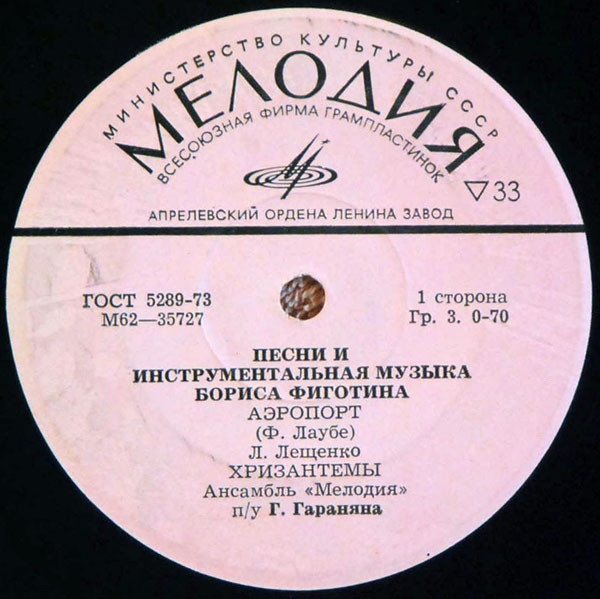 МИНИСТЕРСТВО КУЛЬТУРЫ СССР
МЕЛОДИЯ
ВСЕСОЮЗНАЯ ФИРМА ГРАМПЛАСТИНОК
▽33
АПРЕЛЕВСКИЙ ОРДЕНА ЛЕНИНА ЗАВОД
ГОСТ 5289-73
М62—35727
1 сторона
Гр. 3. 0-70
ПЕСНИ И
ИНСТРУМЕНТАЛЬНАЯ МУЗЫКА
БОРИСА ФИГОТИНА
АЭРОПОРТ
(Ф. Лаубе)
Л. Лещенко
ХРИЗАНТЕМЫ
Ансамбль «Мелодия»
п/у Г. Гараняна